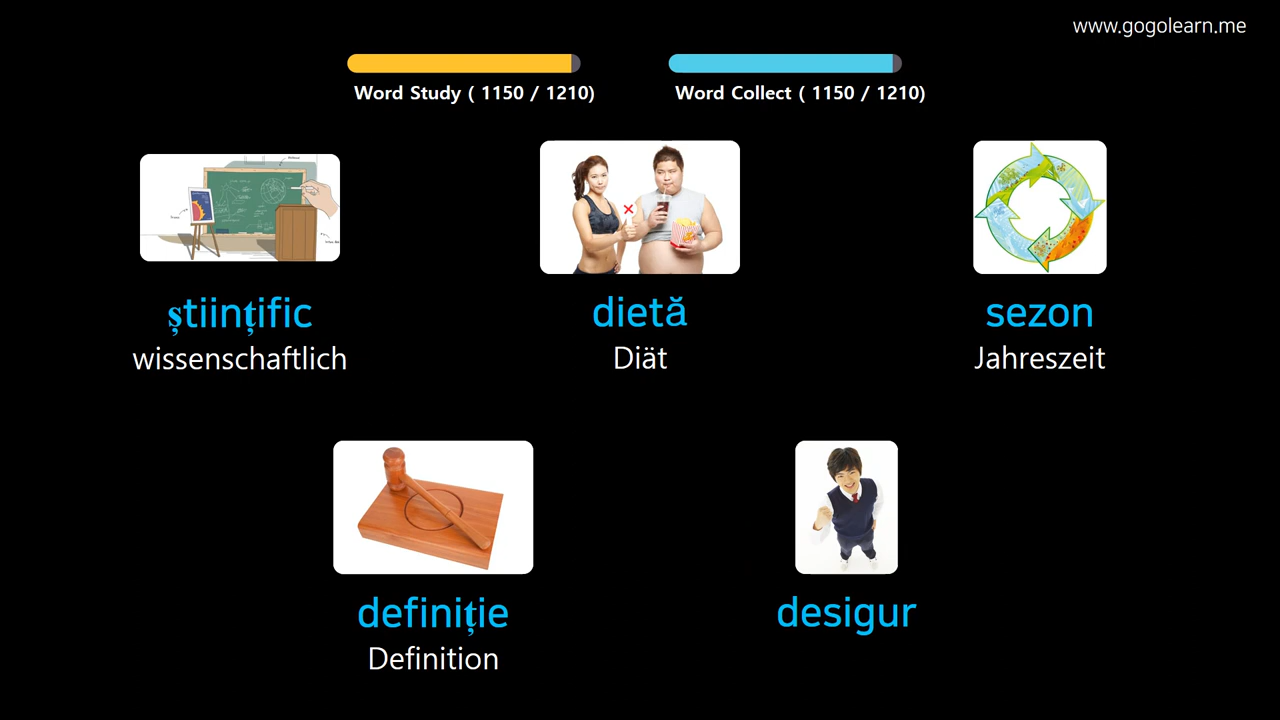 www.gogolearn.me
Word Study ( 1150 / 1210)
Word Collect ( 1150 / 1210)
științific
wissenschaftlich
dietă
Diät
sezon
Jahreszeit
definiție
Definition
desigur